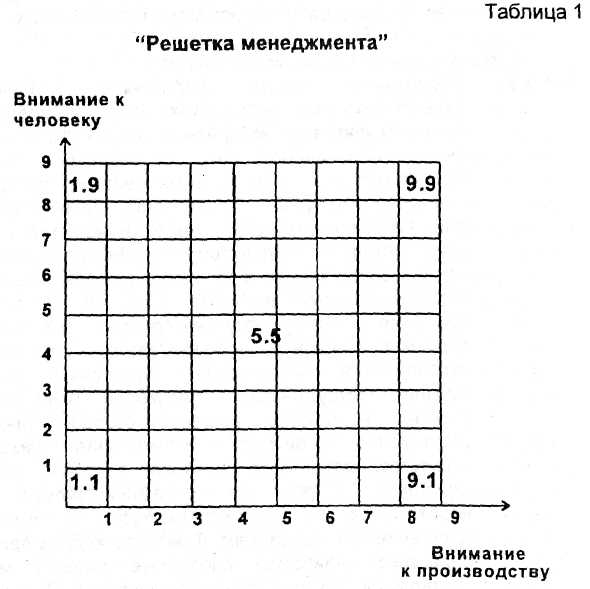 Таблица 1
“Решетка менеджмента”
Внимание к
человеку
9
1.9
9.9
8
7
6
5
5.5
4
3
2
1
1.1
9.1
1 2 3 4 5 6 7 8 9
Внимание
к производству